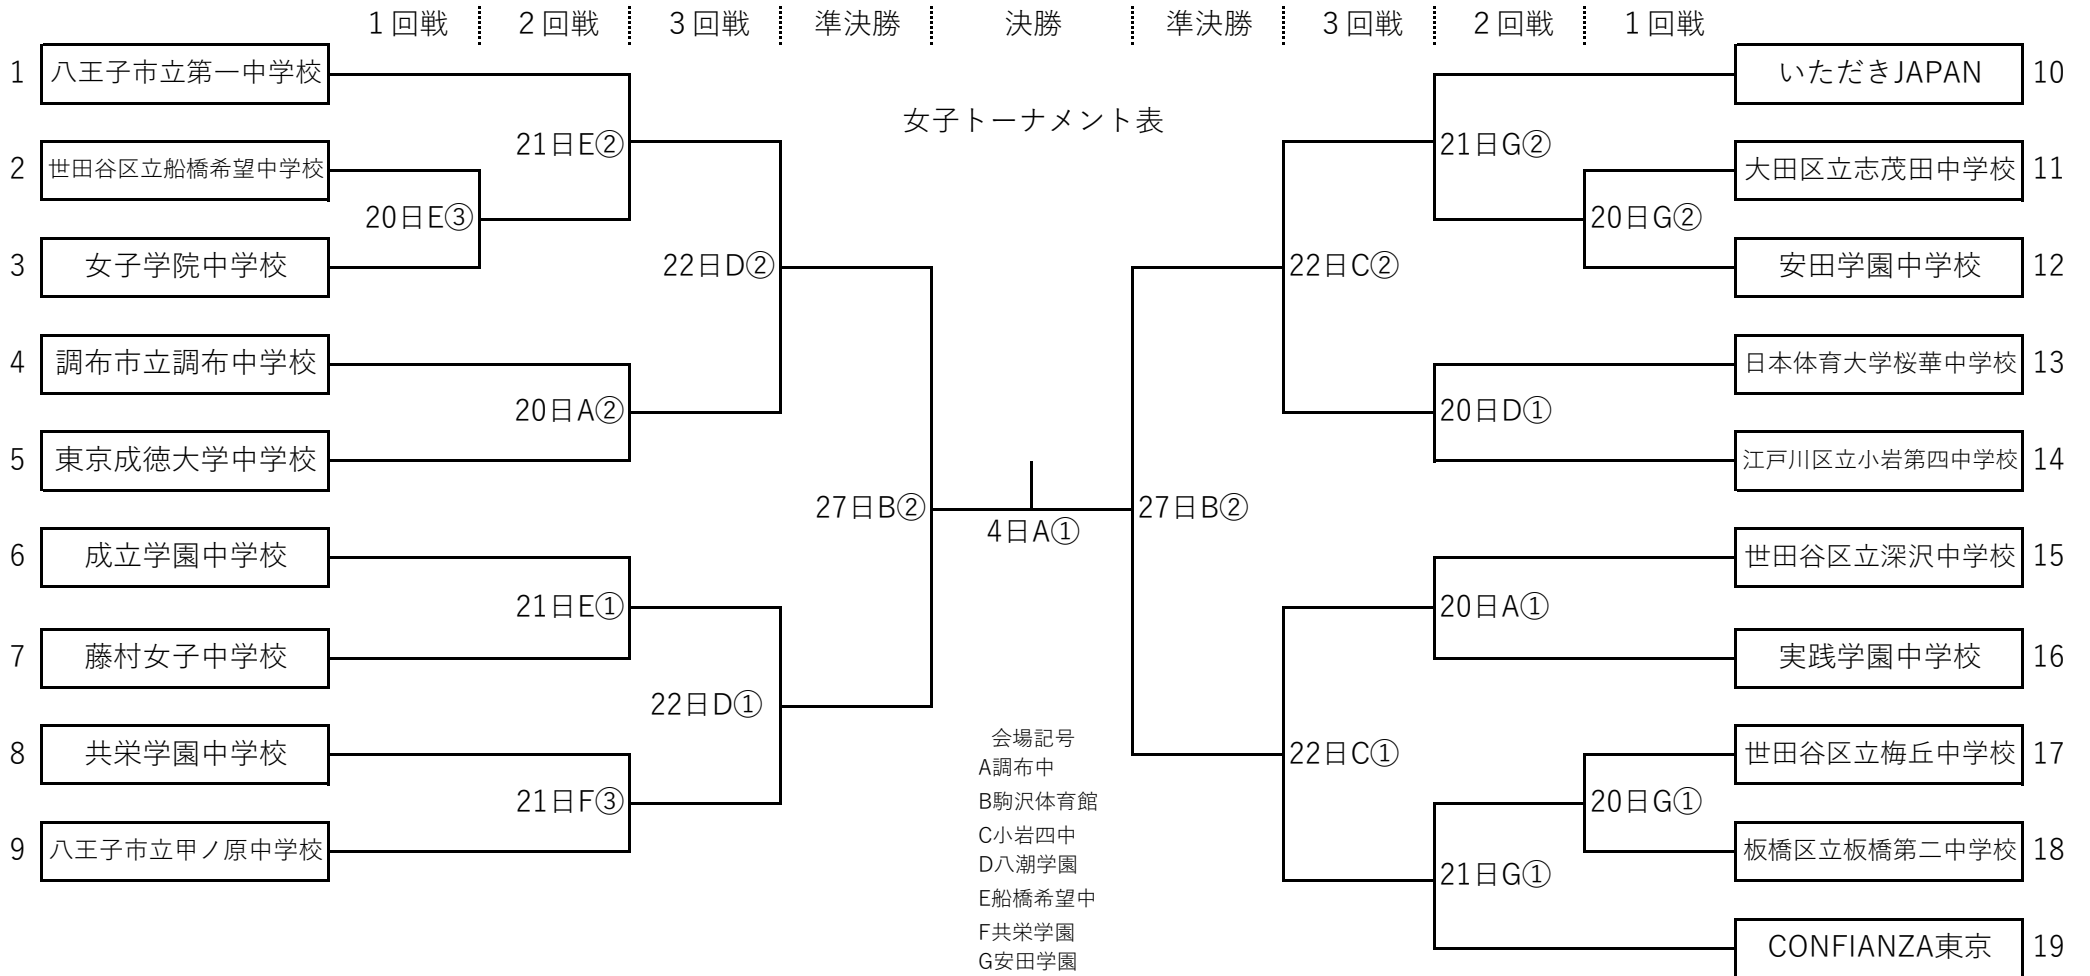 1回戦 2回戦 3回戦 準決勝 決勝 準決勝 3回戦 2回戦 1回戦
女子トーナメント表
1 八王子市立第一中学校
2 世田谷区立船橋希望中学校
3 女子学院中学校
4 調布市立調布中学校
5 東京成徳大学中学校
6 成立学園中学校
7 藤村女子中学校
8 共栄学園中学校
9 八王子市立甲ノ原中学校
20日E③
21日E②
20日A②
21日E①
21日F③
22日D②
22日D①
27日B②
4日A①
27日B②
22日C②
22日C①
21日G②
20日D①
20日A①
21日G①
20日G②
20日G①
いただきJAPAN 10
大田区立志茂田中学校 11
安田学園中学校 12
日本体育大学桜華中学校 13
江戸川区立小岩第四中学校 14
世田谷区立深沢中学校 15
実践学園中学校 16
世田谷区立梅丘中学校 17
板橋区立板橋第二中学校 18
CONFIANZA東京 19
会場記号
A調布中
B駒沢体育館
C小岩四中
D八潮学園
E船橋希望中
F共栄学園
G安田学園